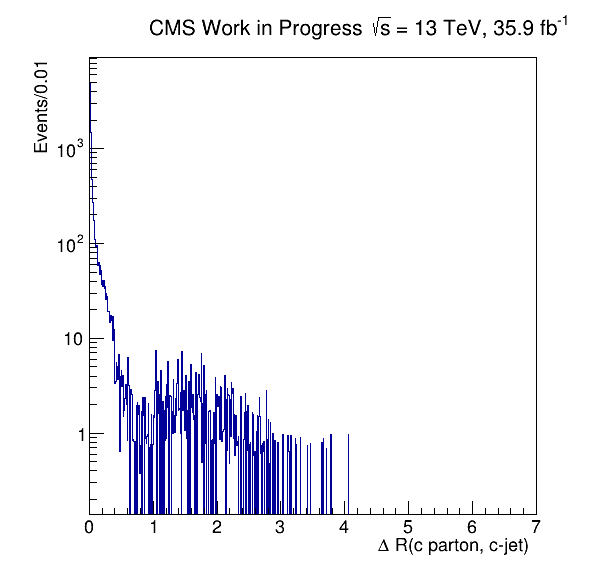 CMS Work in Progress √s = 13 TeV, 35.9 fb⁻¹
Events/0.01
10³
10²
10
1
0 1 2 3 4 5 6 7
Δ R(c parton, c-jet)